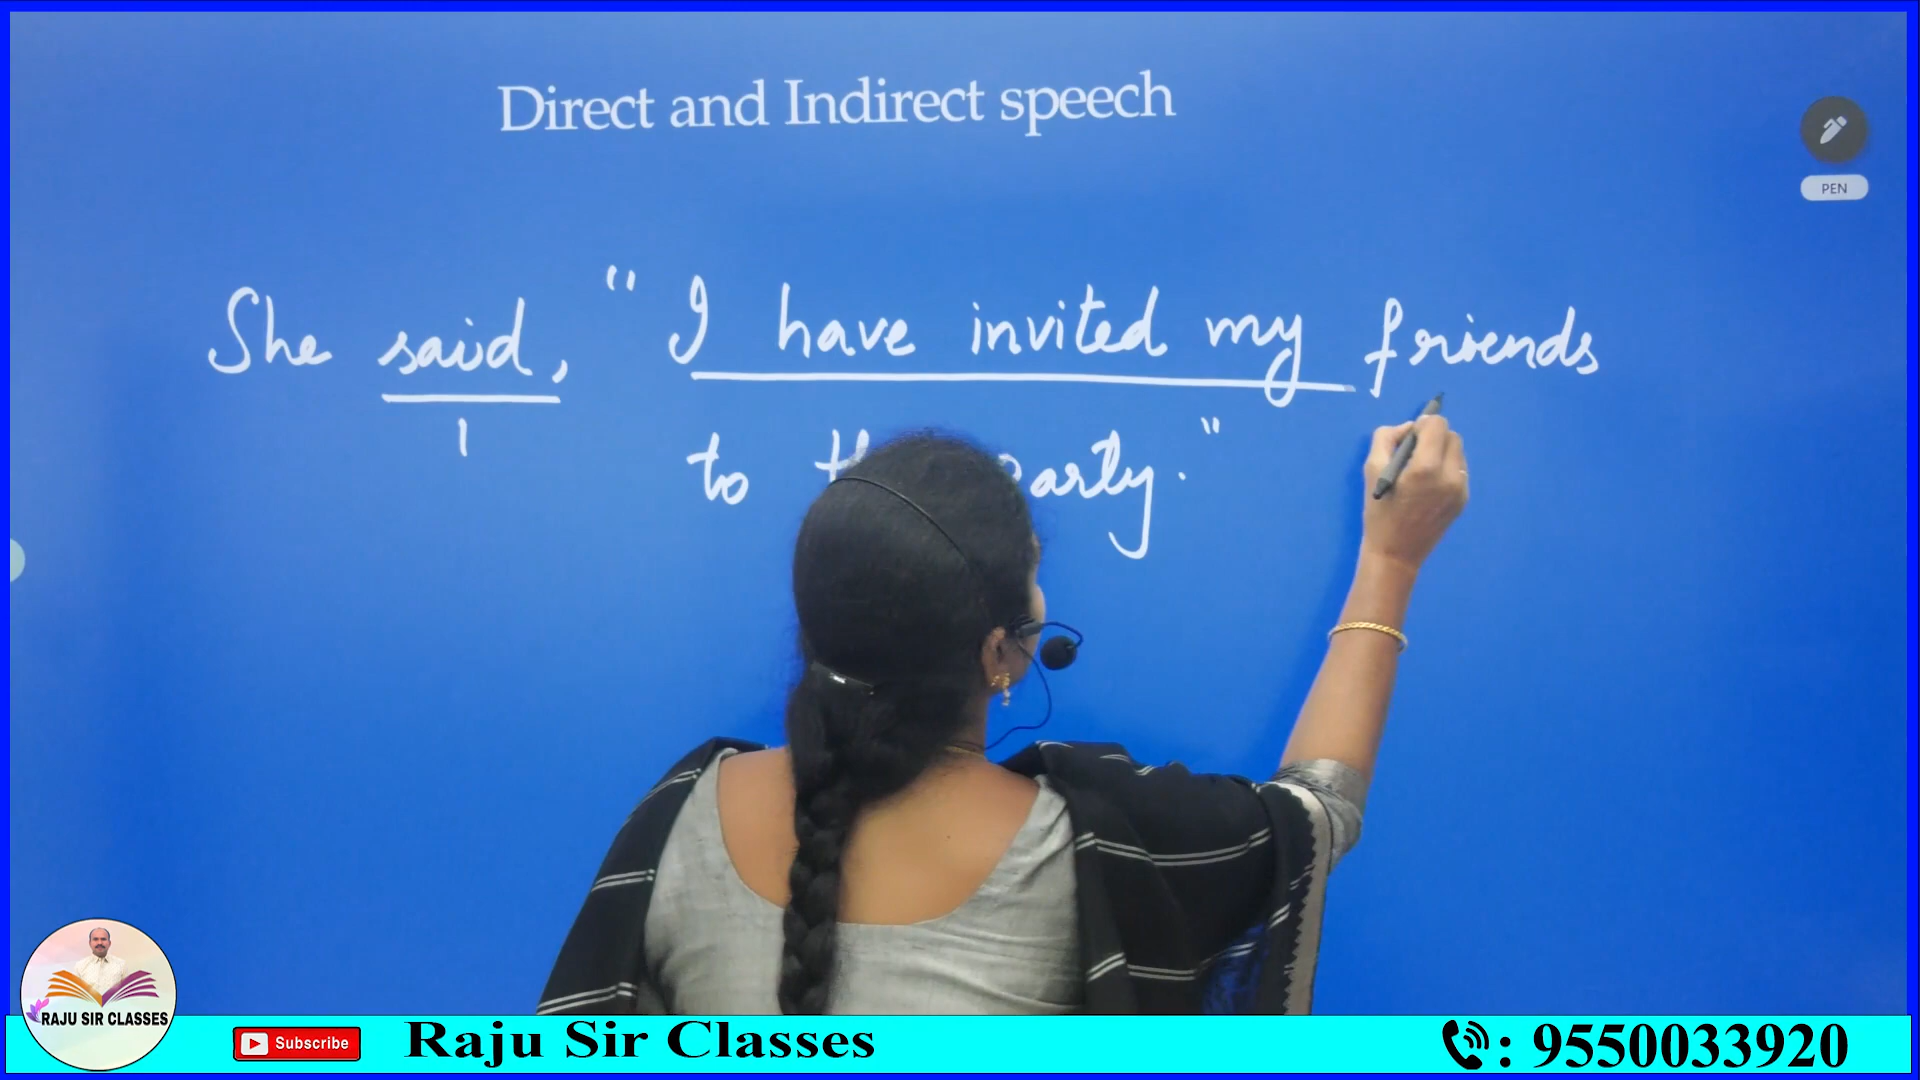 Direct and Indirect speech
PEN
She said, " I have invited my friends
1
to party."
RAJU SIR CLASSES
Subscribe
Raju Sir Classes
: 9550033920